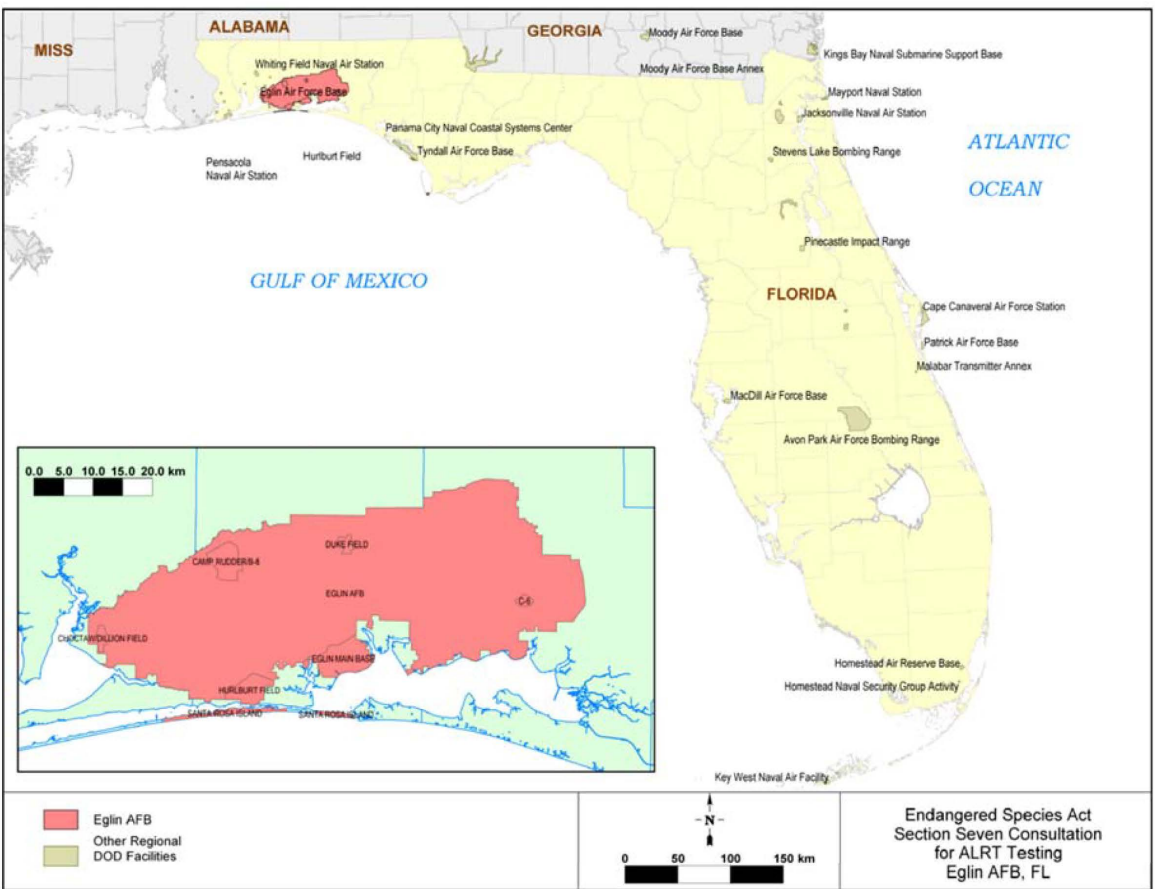 ALABAMA
GEORGIA
MISS
Moody Air Force Base
Kings Bay Naval Submarine Support Base
Whiting Field Naval Air Station
Moody Air Force Base Annex
Eglin Air Force Base
Mayport Naval Station
Jacksonville Naval Air Station
Panama City Naval Coastal Systems Center
Tyndall Air Force Base
Hurlburt Field
Pensacola
Naval Air Station
Stevens Lake Bombing Range
ATLANTIC
OCEAN
Pinecastle Impact Range
GULF OF MEXICO
FLORIDA
Cape Canaveral Air Force Station
Patrick Air Force Base
Malabar Transmitter Annex
MacDill Air Force Base
Avon Park Air Force Bombing Range
Homestead Air Reserve Base
Homestead Naval Security Group Activity
Key West Naval Air Facility
0.0 5.0 10.0 15.0 20.0 km
DUKE FIELD
CAMP RUDDER/B-6
EGLIN AFB
C-6
CHOCTAW/DILLION FIELD
EGLIN MAIN BASE
HURLBURT FIELD
SANTA ROSA ISLAND
SANTA ROSA ISLAND
Eglin AFB
Other Regional
DOD Facilities
N
0 50 100 150 km
Endangered Species Act
Section Seven Consultation
for ALRT Testing
Eglin AFB, FL